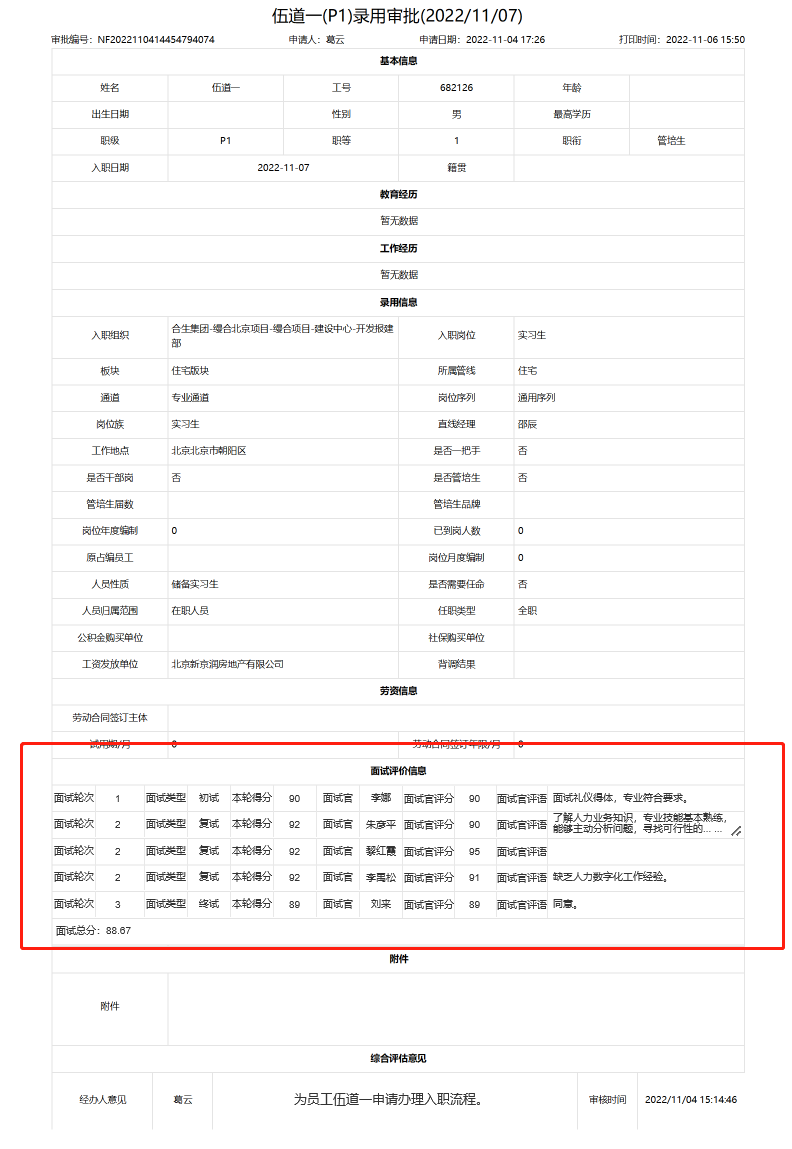 伍道一(P1)录用审批(2022/11/07)
审批编号：NF2022110414454794074 申请人：葛云 申请日期：2022-11-04 17:26 打印时间：2022-11-06 15:50
基本信息
姓名 伍道一 工号 682126 年龄
出生日期 性别 男 最高学历
职级 P1 职等 1 职衔 管培生
入职日期 2022-11-07 籍贯
教育经历
暂无数据
工作经历
暂无数据
录用信息
入职组织 合生集团-缦合北京项目-缦合项目-建设中心-开发报建部 入职岗位 实习生
板块 住宅版块 所属管线 住宅
通道 专业通道 岗位序列 通用序列
岗位族 实习生 直线经理 邵辰
工作地点 北京北京市朝阳区 是否一把手 否
是否干部岗 否 是否管培生 否
管培生届数 管培生品牌
岗位年度编制 0 已到岗人数 0
原占编员工 岗位月度编制 0
人员性质 储备实习生 是否需要任命 否
人员归属范围 在职人员 任职类型 全职
公积金购买单位 社保购买单位
工资发放单位 北京新京润房地产有限公司 背调结果
劳资信息
劳动合同签订主体
试用期/月 0 劳动合同签订年限/月 0
面试评价信息
面试轮次 1 面试类型 初试 本轮得分 90 面试官 李娜 面试官评分 90 面试官评语 面试礼仪得体，专业符合要求。
面试轮次 2 面试类型 复试 本轮得分 92 面试官 朱彦平 面试官评分 90 面试官评语 了解人力业务知识，专业技能基本熟练，能够主动分析问题，寻找可行性的... ...
面试轮次 2 面试类型 复试 本轮得分 92 面试官 黎红霞 面试官评分 95 面试官评语
面试轮次 2 面试类型 复试 本轮得分 92 面试官 李禹松 面试官评分 91 面试官评语 缺乏人力数字化工作经验。
面试轮次 3 面试类型 终试 本轮得分 89 面试官 刘来 面试官评分 89 面试官评语 同意。
面试总分：88.67
附件
附件
综合评估意见
经办人意见 葛云 为员工伍道一申请办理入职流程。 审核时间 2022/11/04 15:14:46